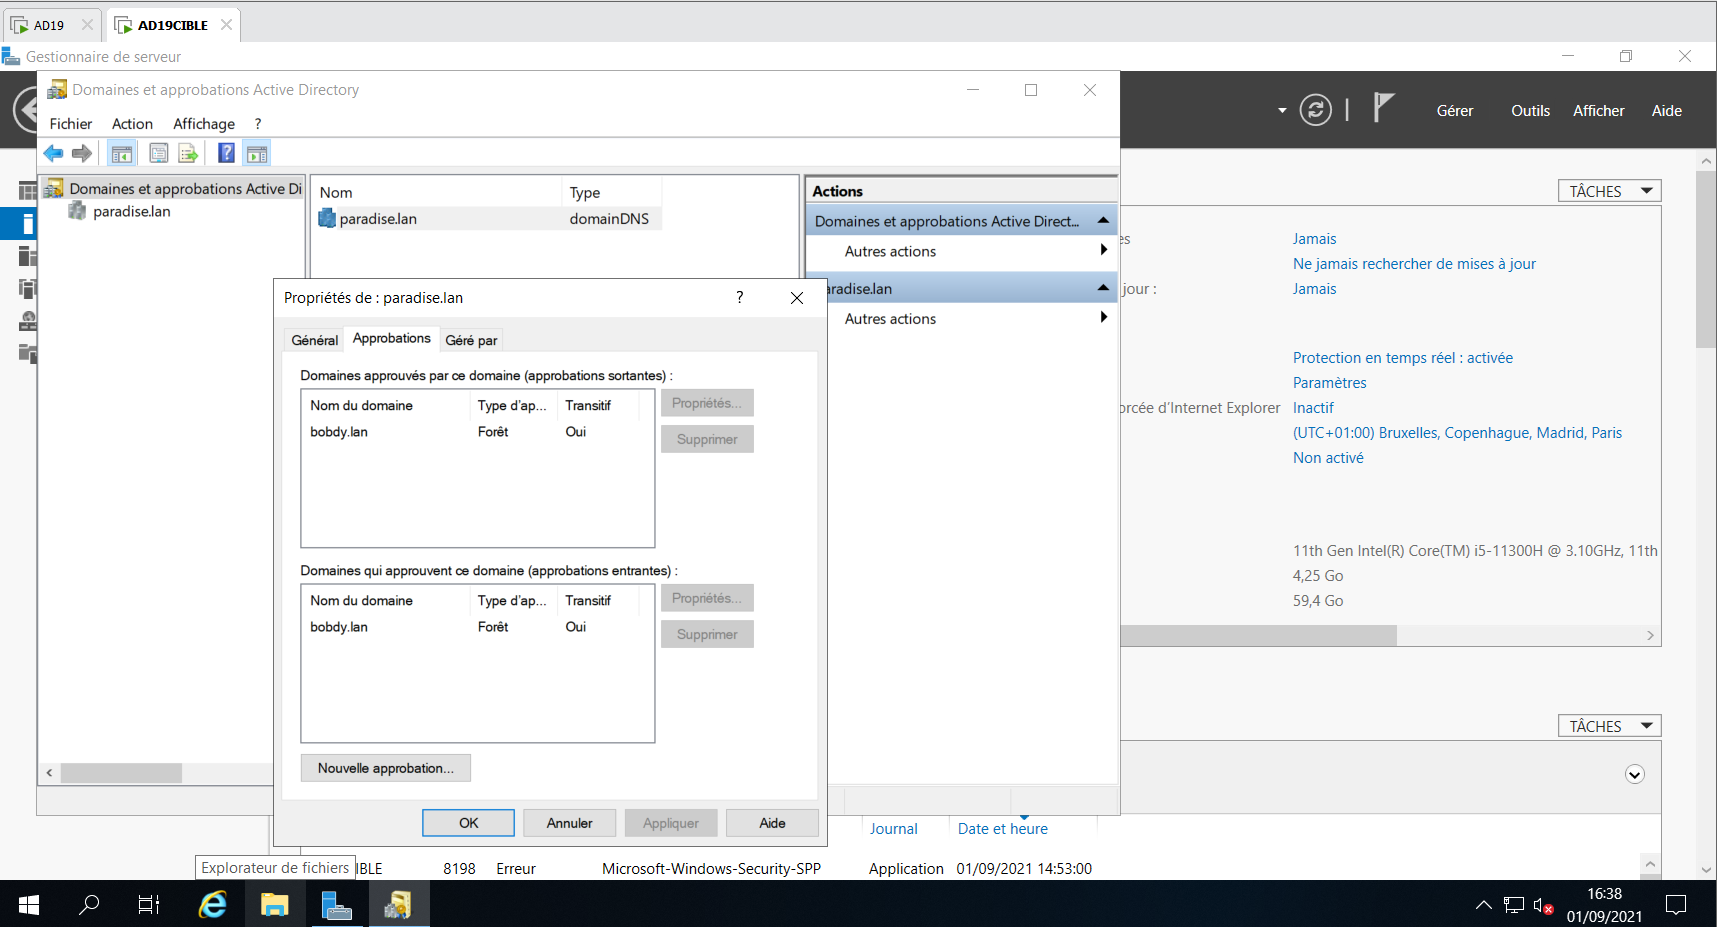 AD19
AD19CIBLE
Gestionnaire de serveur
Domaines et approbations Active Directory
Fichier Action Affichage ?
Gérer Outils Afficher Aide
Domaines et approbations Active Di
paradise.lan
Nom Type
paradise.lan domainDNS
Actions
Domaines et approbations Active Direct...
Autres actions
aradise.lan
Autres actions
TÂCHES
es Jamais
Ne jamais rechercher de mises à jour
jour : Jamais
Protection en temps réel : activée
Paramètres
orcée d'Internet Explorer Inactif
(UTC+01:00) Bruxelles, Copenhague, Madrid, Paris
Non activé
11th Gen Intel(R) Core(TM) i5-11300H @ 3.10GHz, 11th
4,25 Go
59,4 Go
Propriétés de : paradise.lan ?
Général Approbations Géré par
Domaines approuvés par ce domaine (approbations sortantes) :
Nom du domaine Type d'ap... Transitif
bobdy.lan Forêt Oui
Propriétés...
Supprimer
Domaines qui approuvent ce domaine (approbations entrantes) :
Nom du domaine Type d'ap... Transitif
bobdy.lan Forêt Oui
Propriétés...
Supprimer
Nouvelle approbation...
OK Annuler Appliquer Aide
TÂCHES
Journal Date et heure
IBLE 8198 Erreur Microsoft-Windows-Security-SPP Application 01/09/2021 14:53:00
Explorateur de fichiers
16:38
01/09/2021